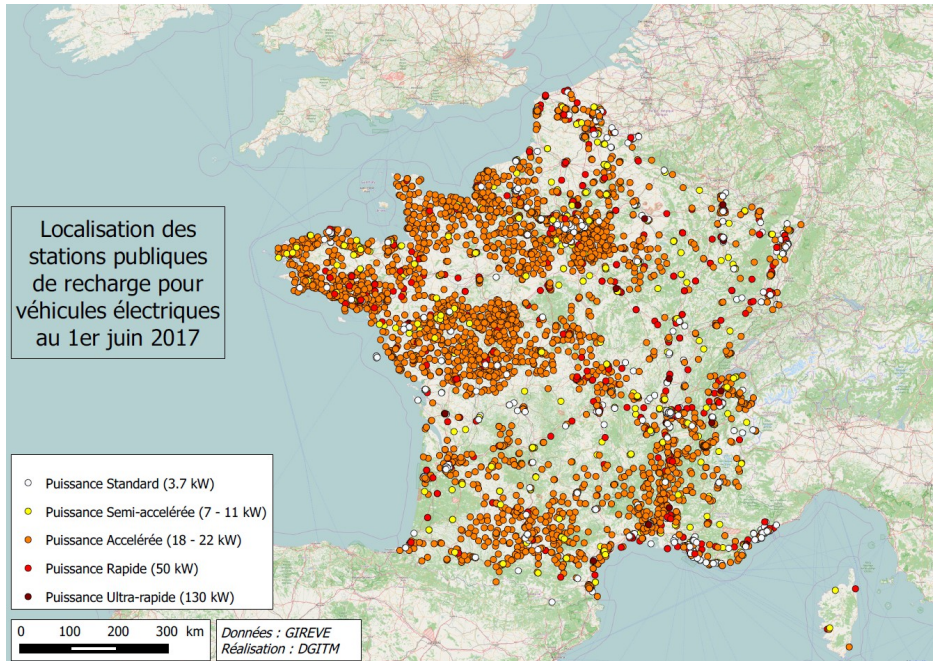 Localisation des
stations publiques
de recharge pour
véhicules électriques
au 1er juin 2017
Puissance Standard (3.7 kW)
Puissance Semi-accelérée (7 - 11 kW)
Puissance Accelérée (18 - 22 kW)
Puissance Rapide (50 kW)
Puissance Ultra-rapide (130 kW)
0 100 200 300 km
Données : GIREVE
Réalisation : DGITM